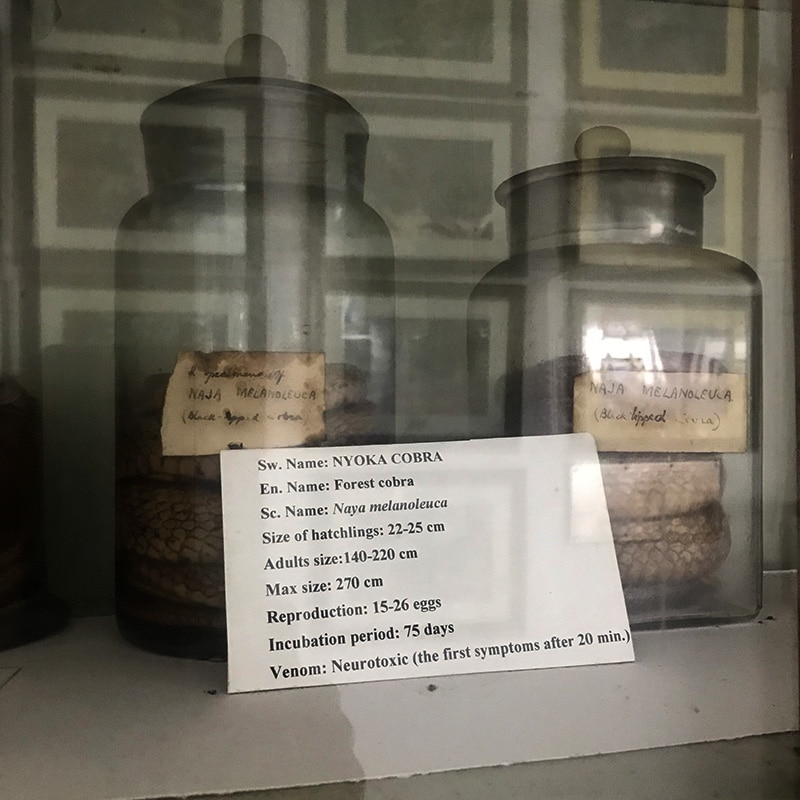 specimens of
NAJA MELANOLEUCA
(Black-lipped cobra)
NAJA MELANOLEUCA
(Black lipped
Sw. Name: NYOKA COBRA
En. Name: Forest cobra
Sc. Name: Naya melanoleuca
Size of hatchlings: 22-25 cm
Adults size:140-220 cm
Max size: 270 cm
Reproduction: 15-26 eggs
Incubation period: 75 days
Venom: Neurotoxic (the first symptoms after 20 min.)